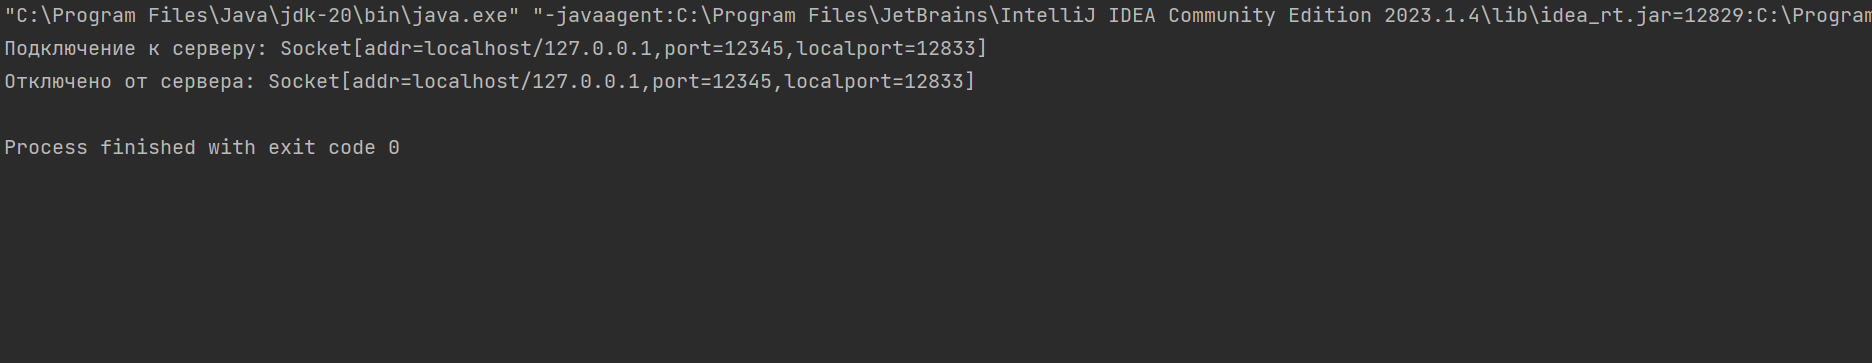 "C:\Program Files\Java\jdk-20\bin\java.exe" "-javaagent:C:\Program Files\JetBrains\IntelliJ IDEA Community Edition 2023.1.4\lib\idea_rt.jar=12829:C:\Program
Подключение к серверу: Socket[addr=localhost/127.0.0.1,port=12345,localport=12833]
Отключено от сервера: Socket[addr=localhost/127.0.0.1,port=12345,localport=12833]
Process finished with exit code 0